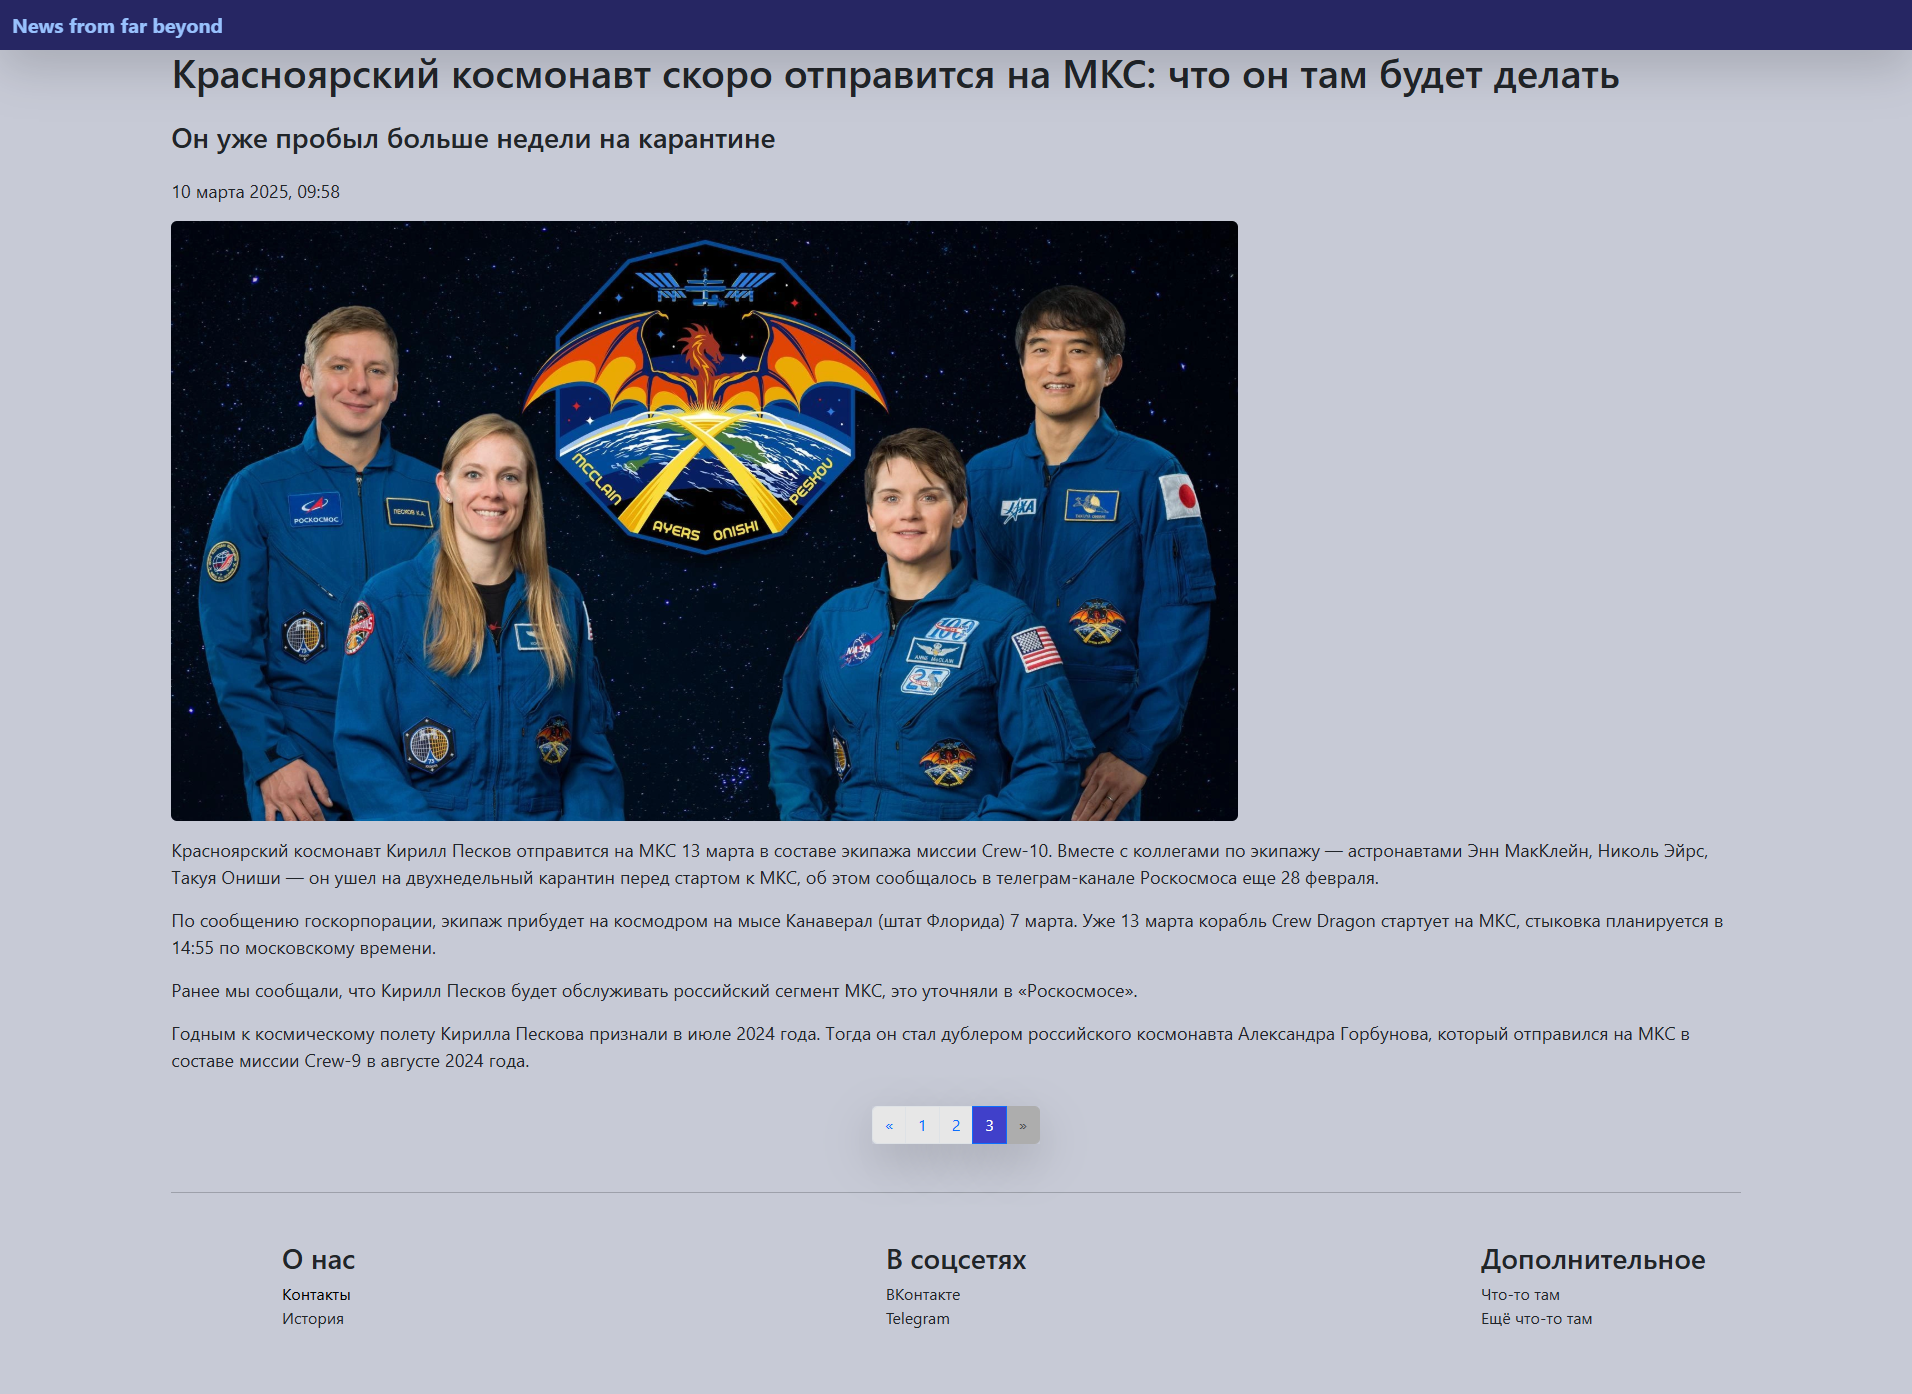 News from far beyond
Красноярский космонавт скоро отправится на МКС: что он там будет делать
Он уже пробыл больше недели на карантине
10 марта 2025, 09:58
MCCLAIN
AYERS
ONISHI
PESKOV
РОСКОСМОС
ПЕСКОВ К.А.
JAXA
NASA
100
ANNE McCLAIN
25
73
Красноярский космонавт Кирилл Песков отправится на МКС 13 марта в составе экипажа миссии Crew-10. Вместе с коллегами по экипажу — астронавтами Энн МакКлейн, Николь Эйрс,
Такуя Ониши — он ушел на двухнедельный карантин перед стартом к МКС, об этом сообщалось в телеграм-канале Роскосмоса еще 28 февраля.
По сообщению госкорпорации, экипаж прибудет на космодром на мысе Канаверал (штат Флорида) 7 марта. Уже 13 марта корабль Crew Dragon стартует на МКС, стыковка планируется в
14:55 по московскому времени.
Ранее мы сообщали, что Кирилл Песков будет обслуживать российский сегмент МКС, это уточняли в «Роскосмосе».
Годным к космическому полету Кирилла Пескова признали в июле 2024 года. Тогда он стал дублером российского космонавта Александра Горбунова, который отправился на МКС в
составе миссии Crew-9 в августе 2024 года.
« 1 2 3 »
О нас
Контакты
История
В соцсетях
ВКонтакте
Telegram
Дополнительное
Что-то там
Ещё что-то там